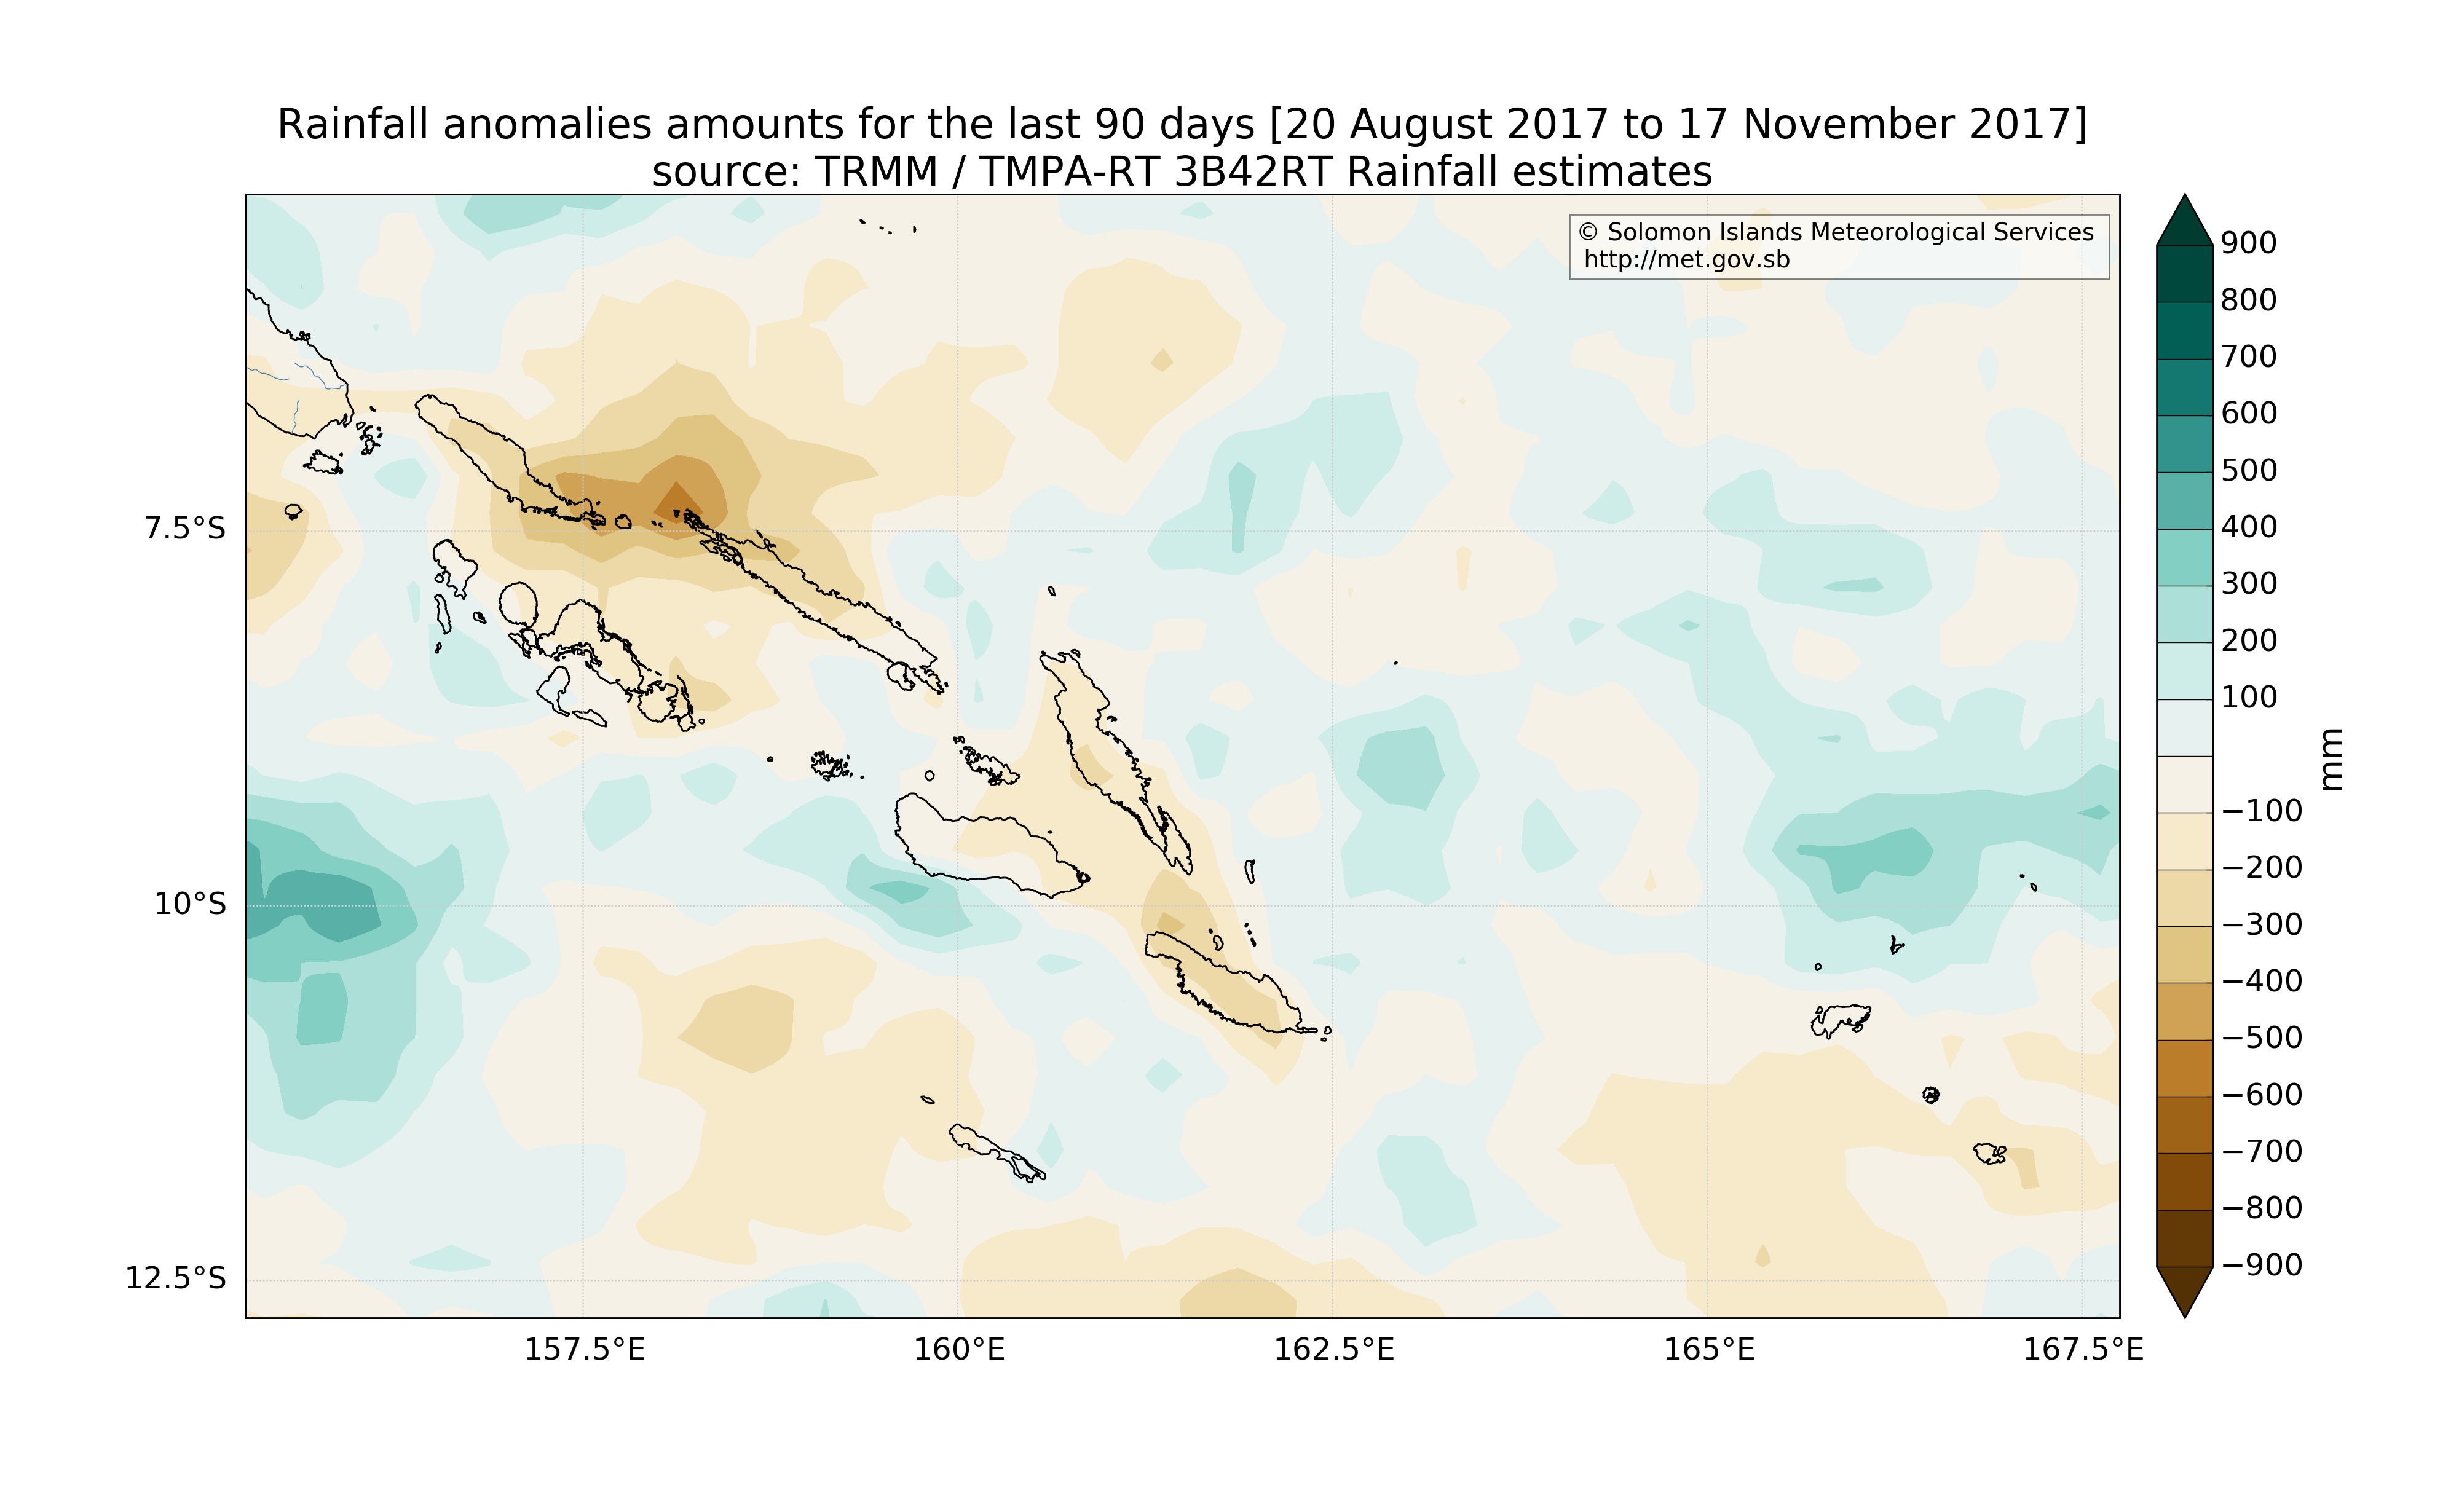 Rainfall anomalies amounts for the last 90 days [20 August 2017 to 17 November 2017]
source: TRMM / TMPA-RT 3B42RT Rainfall estimates
© Solomon Islands Meteorological Services
http://met.gov.sb
7.5°S
10°S
12.5°S
157.5°E
160°E
162.5°E
165°E
167.5°E
900
800
700
600
500
400
300
200
100
−100
−200
−300
−400
−500
−600
−700
−800
−900
mm